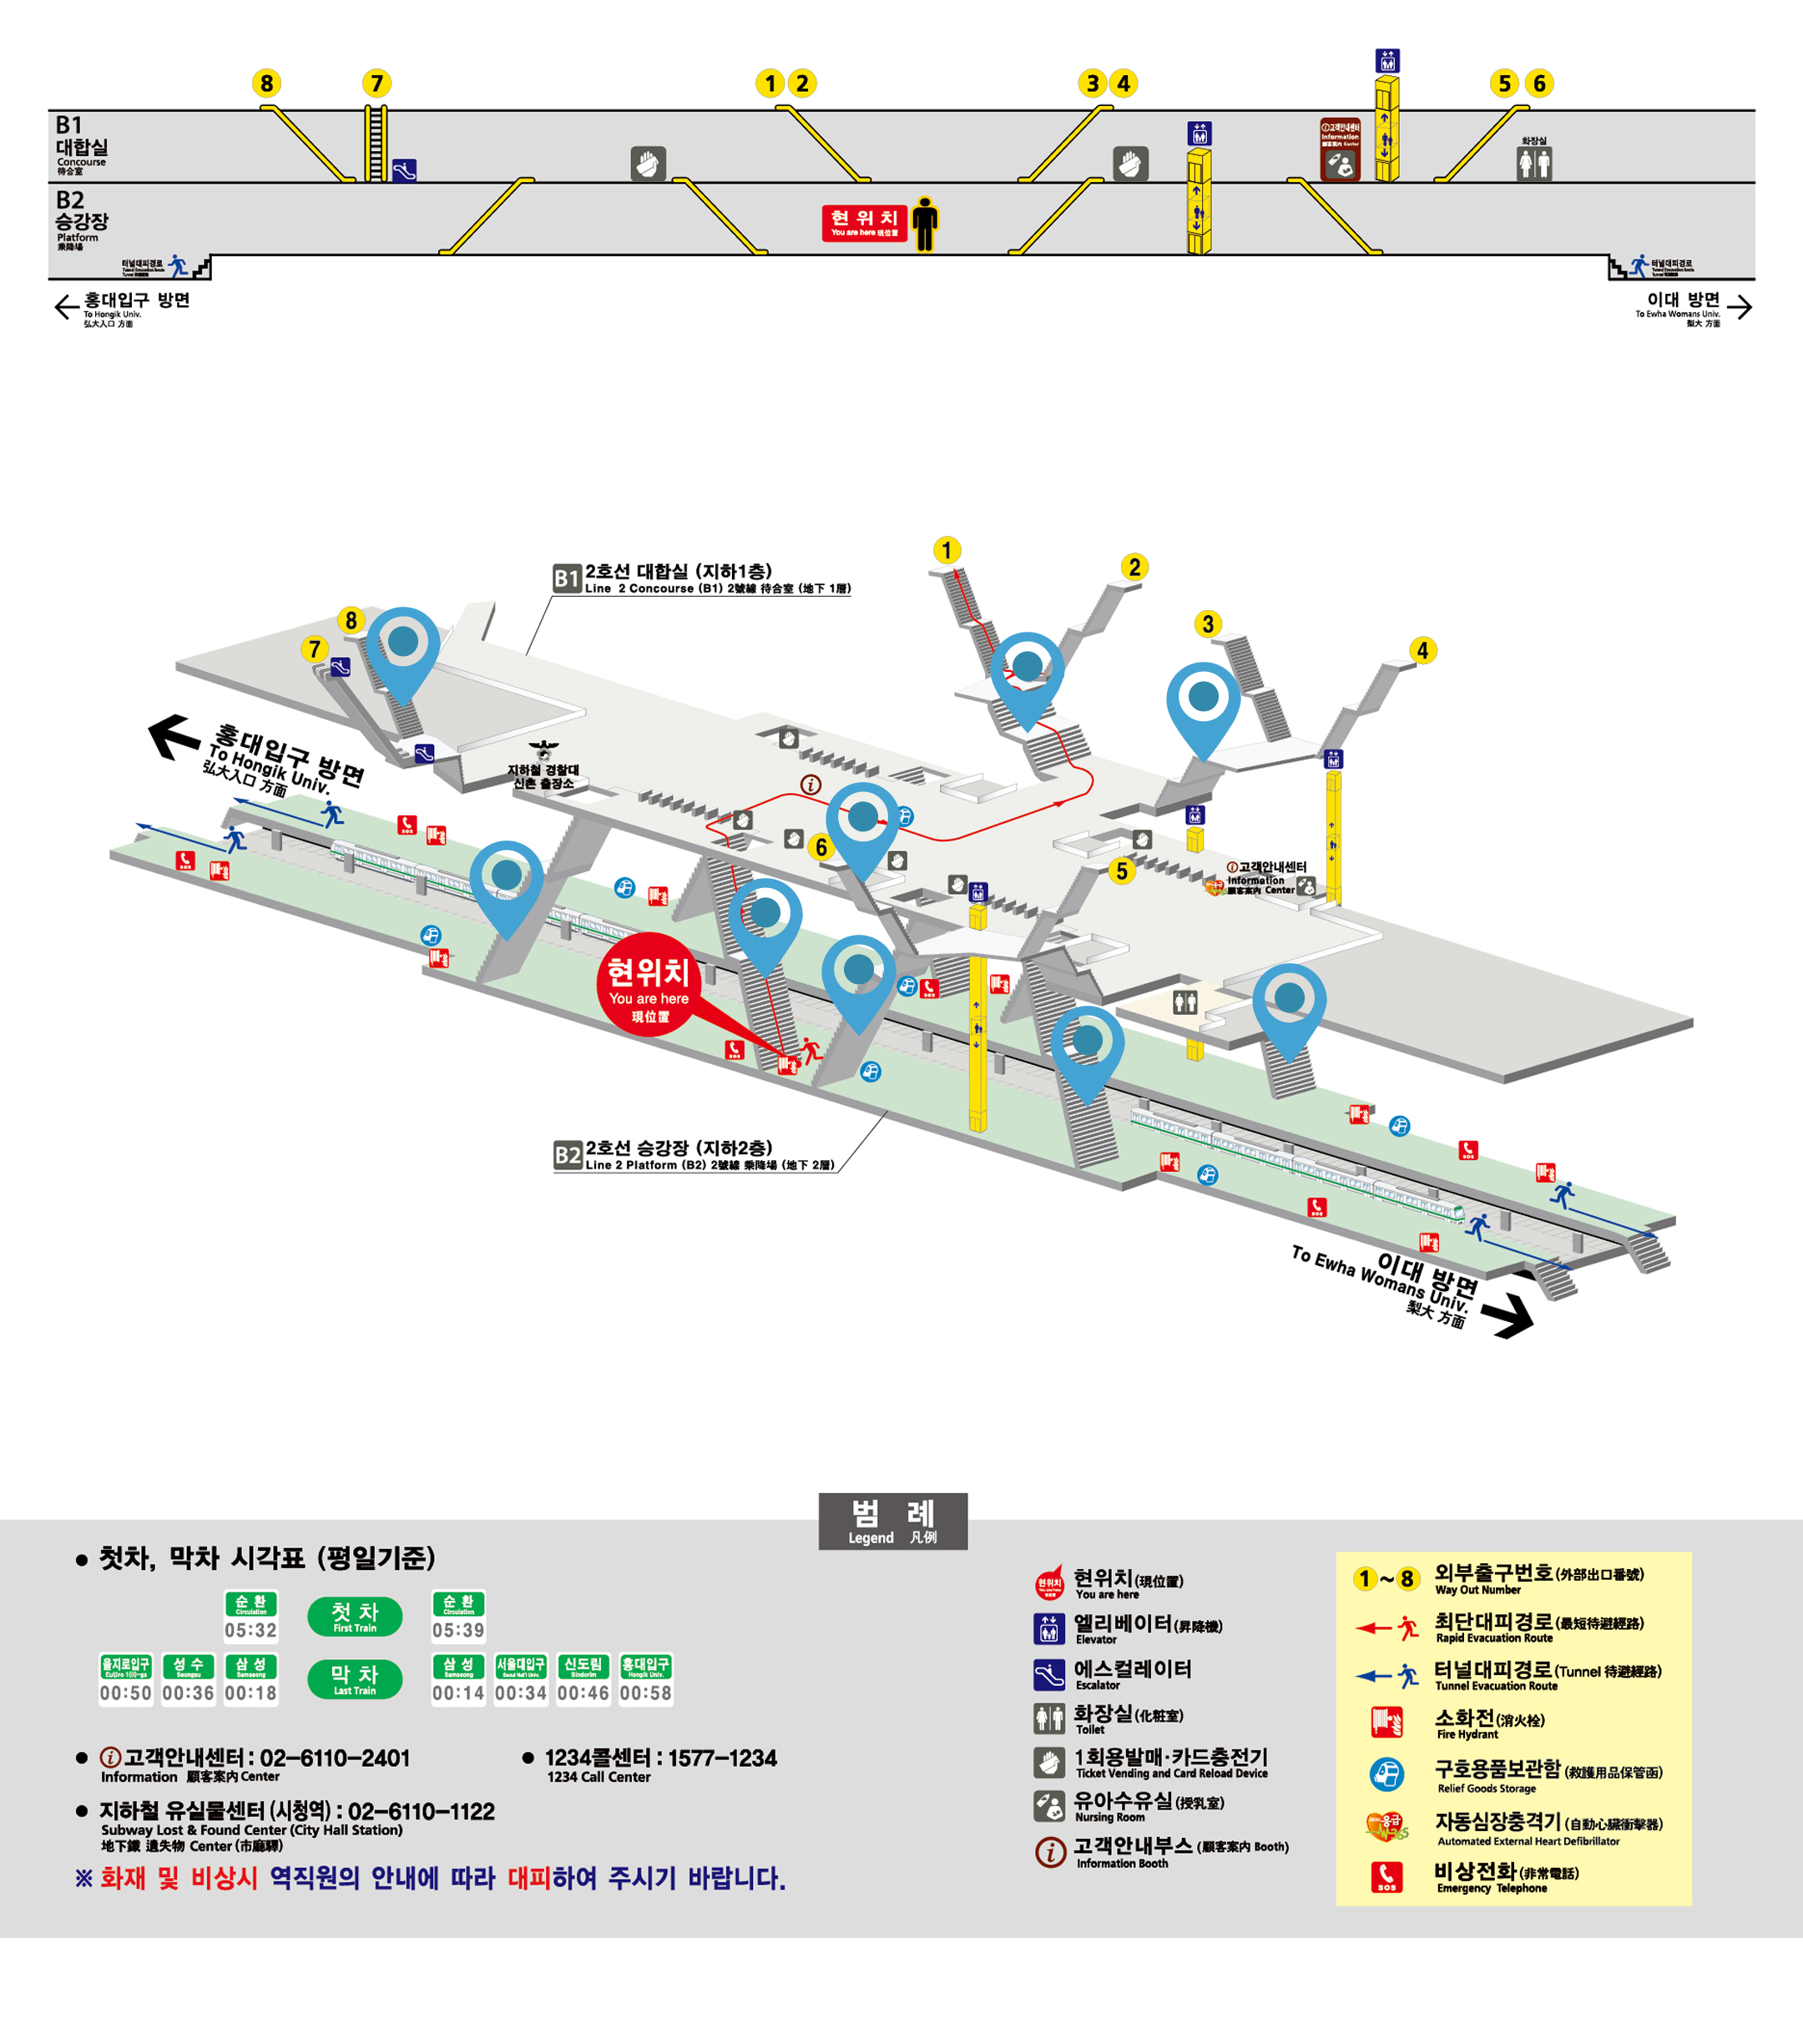 8 7 1 2 3 4 5 6
B1
대합실
Concourse
待合室
고객안내센터
Information
顧客案內 Center
화장실
B2
승강장
Platform
乘降場
현 위 치
You are here 現位置
터널대피경로
터널대피경로
홍대입구 방면
To Hongik Univ.
弘大入口 方面
이대 방면
To Ewha Womans Univ.
梨大 方面
B1 2호선 대합실 (지하1층)
Line 2 Concourse (B1) 2號線 待合室 (地下 1層)
1
2
3
4
8
7
홍대입구 방면
To Hongik Univ.
弘大入口 方面
지하철 경찰대
신촌 출장소
6
5
고객안내센터
Information
顧客案內 Center
현위치
You are here
現位置
B2 2호선 승강장 (지하2층)
Line 2 Platform (B2) 2號線 乘降場 (地下 2層)
이대 방면
To Ewha Womans Univ.
梨大 方面
범 례
Legend 凡例
● 첫차, 막차 시각표 (평일기준)
순 환
Circulation
05:32
첫 차
First Train
순 환
Circulation
05:39
을지로입구 성 수 삼 성
Euljiro 1(il)-ga Seongsu Samseong
00:50 00:36 00:18
막 차
Last Train
삼 성 서울대입구 신도림 홍대입구
Samseong Seoul Nat'l Univ. Sindorim Hongik Univ.
00:14 00:34 00:46 00:58
● 고객안내센터 : 02-6110-2401
Information 顧客案內 Center
● 1234콜센터 : 1577-1234
1234 Call Center
● 지하철 유실물센터 (시청역) : 02-6110-1122
Subway Lost & Found Center (City Hall Station)
地下鐵 遺失物 Center (市廳驛)
※ 화재 및 비상시 역직원의 안내에 따라 대피하여 주시기 바랍니다.
현위치 (現位置)
You are here
엘리베이터 (昇降機)
Elevator
에스컬레이터
Escalator
화장실 (化粧室)
Toilet
1회용발매·카드충전기
Ticket Vending and Card Reload Device
유아수유실 (授乳室)
Nursing Room
고객안내부스 (顧客案內 Booth)
Information Booth
1 ~ 8 외부출구번호 (外部出口番號)
Way Out Number
최단대피경로 (最短待避經路)
Rapid Evacuation Route
터널대피경로 (Tunnel 待避經路)
Tunnel Evacuation Route
소화전 (消火栓)
Fire Hydrant
구호용품보관함 (救護用品保管函)
Relief Goods Storage
자동심장충격기 (自動心臟衝擊器)
Automated External Heart Defibrillator
SOS
비상전화 (非常電話)
Emergency Telephone